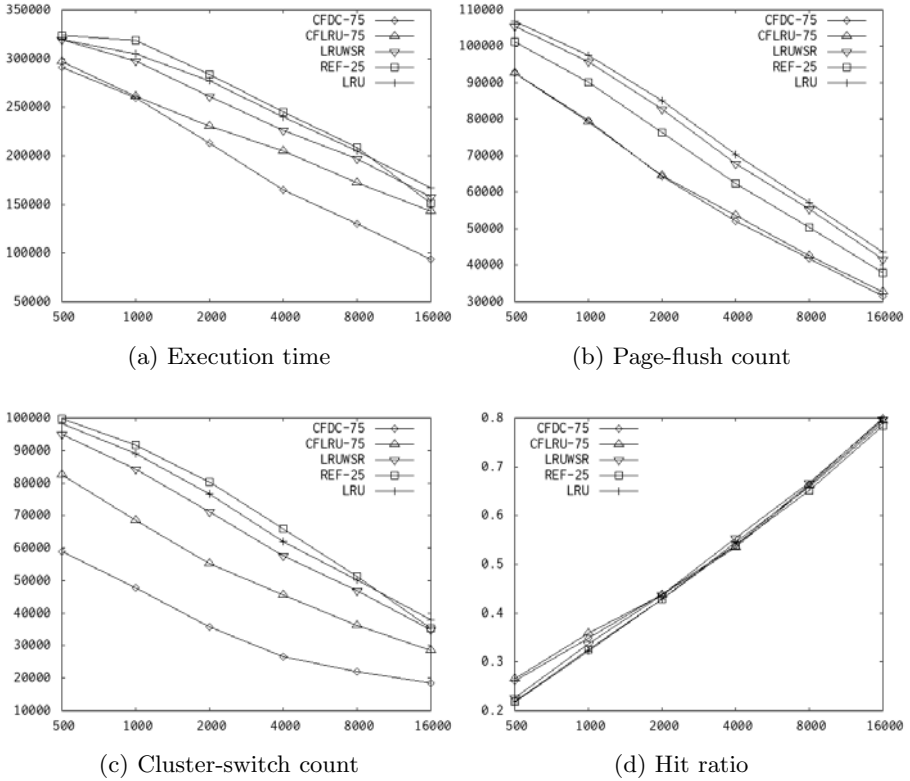 350000
300000
250000
200000
150000
100000
50000
500 1000 2000 4000 8000 16000
CFDC-75
CFLRU-75
LRUWSR
REF-25
LRU
(a) Execution time
110000
100000
90000
80000
70000
60000
50000
40000
30000
500 1000 2000 4000 8000 16000
CFDC-75
CFLRU-75
LRUWSR
REF-25
LRU
(b) Page-flush count
100000
90000
80000
70000
60000
50000
40000
30000
20000
10000
500 1000 2000 4000 8000 16000
CFDC-75
CFLRU-75
LRUWSR
REF-25
LRU
(c) Cluster-switch count
0.8
0.7
0.6
0.5
0.4
0.3
0.2
500 1000 2000 4000 8000 16000
CFDC-75
CFLRU-75
LRUWSR
REF-25
LRU
(d) Hit ratio